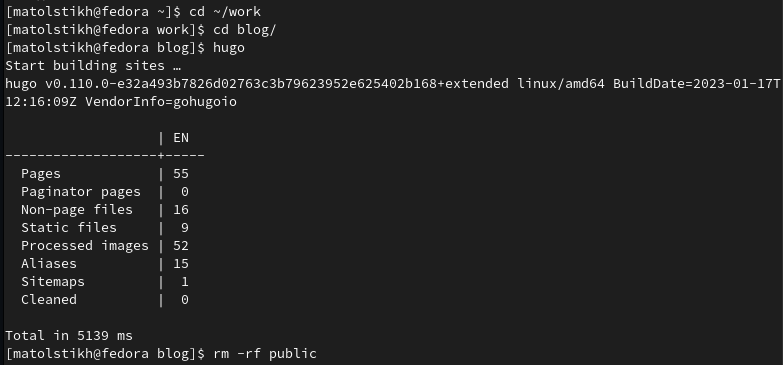 [matolstikh@fedora ~]$ cd ~/work
[matolstikh@fedora work]$ cd blog/
[matolstikh@fedora blog]$ hugo
Start building sites …
hugo v0.110.0-e32a493b7826d02763c3b79623952e625402b168+extended linux/amd64 BuildDate=2023-01-17T
12:16:09Z VendorInfo=gohugoio
                   | EN
-------------------+-----
  Pages            | 55
  Paginator pages  |  0
  Non-page files   | 16
  Static files     |  9
  Processed images | 52
  Aliases          | 15
  Sitemaps         |  1
  Cleaned          |  0
Total in 5139 ms
[matolstikh@fedora blog]$ rm -rf public